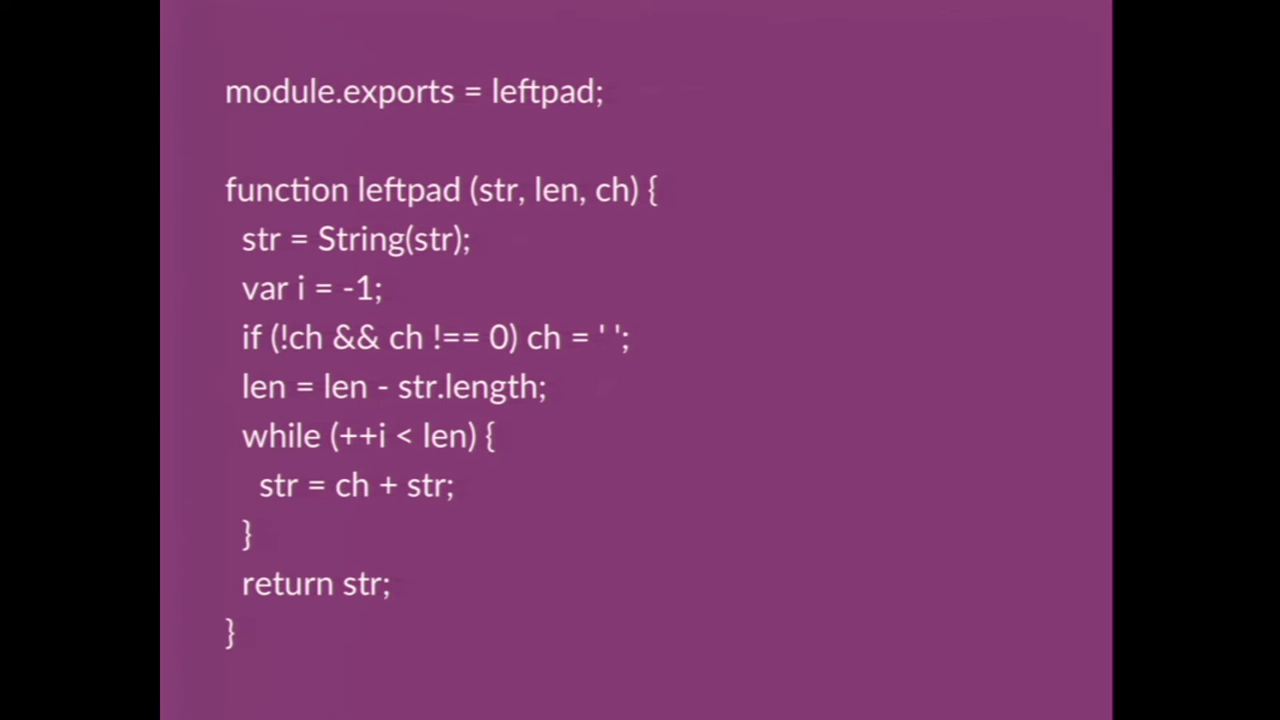 module.exports = leftpad;
function leftpad (str, len, ch) {
str = String(str);
var i = -1;
if (!ch && ch !== 0) ch = ' ';
len = len - str.length;
while (++i < len) {
str = ch + str;
}
return str;
}